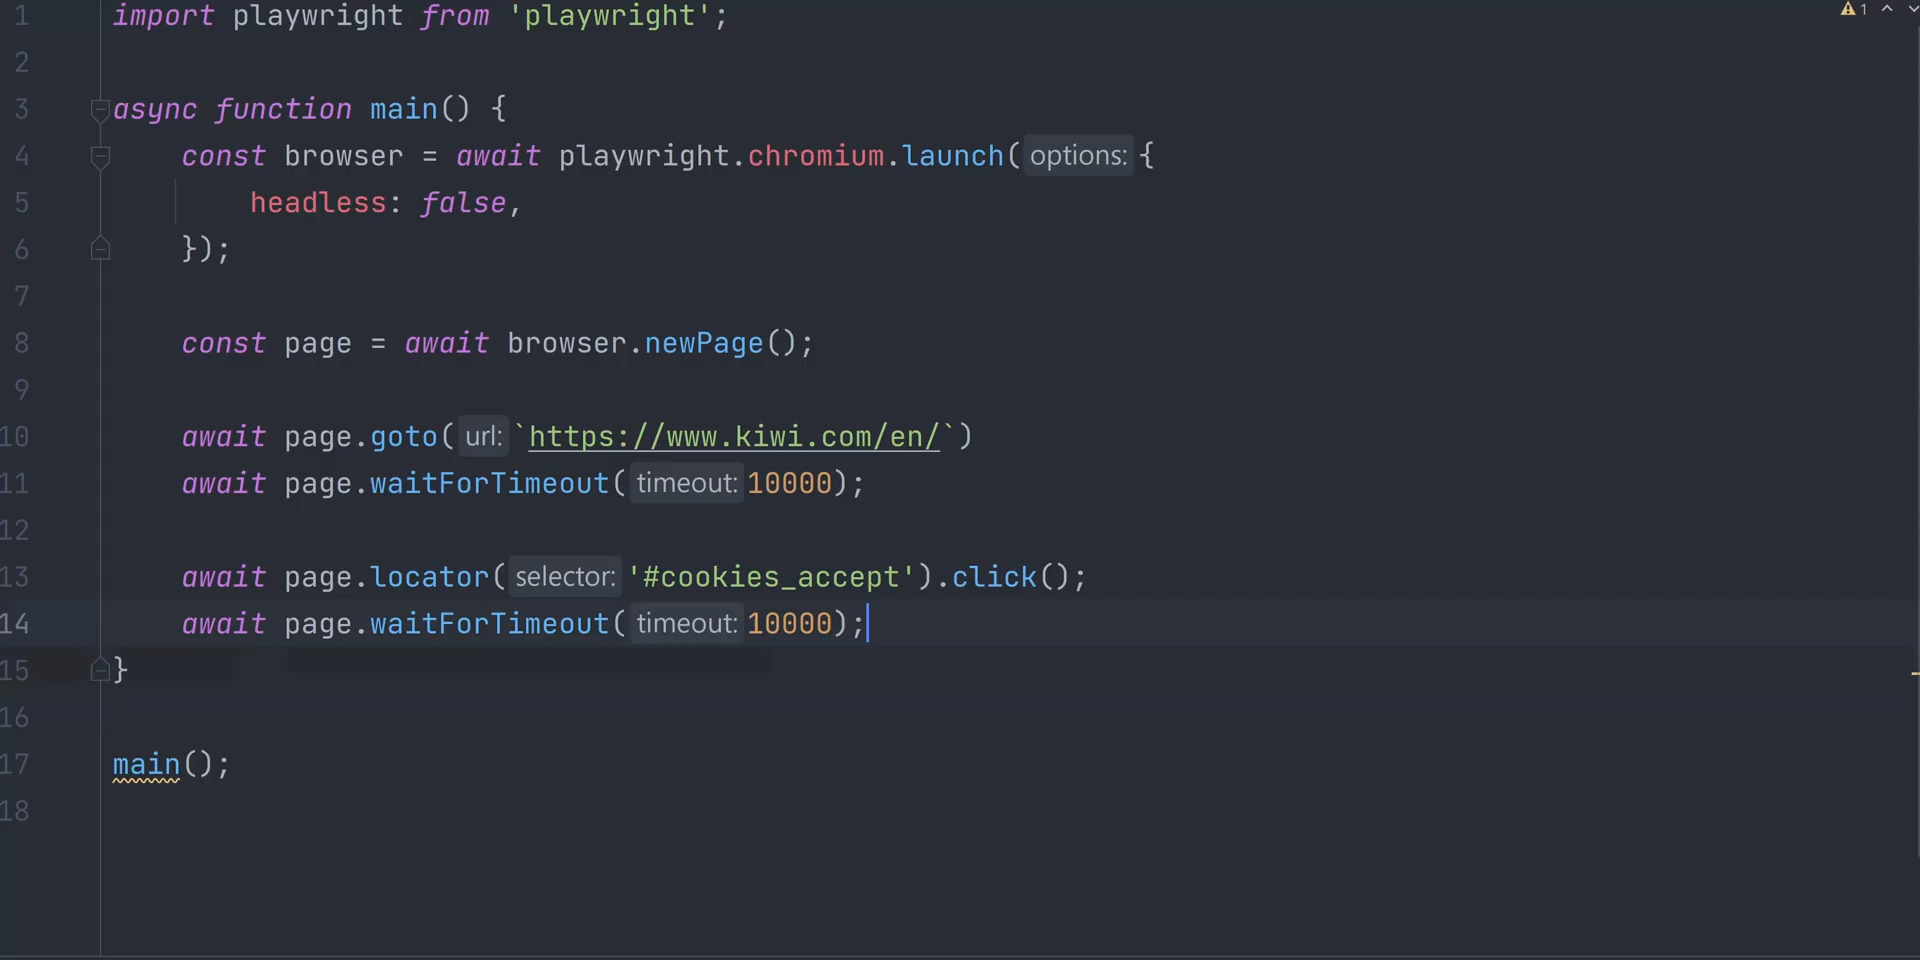 1 import playwright from 'playwright';
2
3 async function main() {
4 const browser = await playwright.chromium.launch( options: {
5 headless: false,
6 });
7
8 const page = await browser.newPage();
9
10 await page.goto( url: `https://www.kiwi.com/en/`)
11 await page.waitForTimeout( timeout: 10000);
12
13 await page.locator( selector: '#cookies_accept').click();
14 await page.waitForTimeout( timeout: 10000);
15 }
16
17 main();
18
1